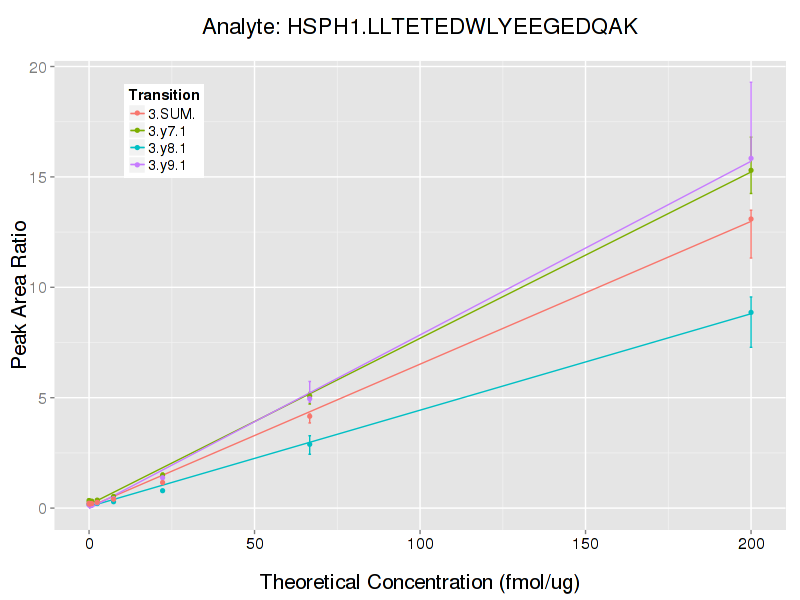 Analyte: HSPH1.LLTETEDWLYEEGEDQAK
Peak Area Ratio
20
15
10
5
0
Transition
3.SUM.
3.y7.1
3.y8.1
3.y9.1
0 50 100 150 200
Theoretical Concentration (fmol/ug)